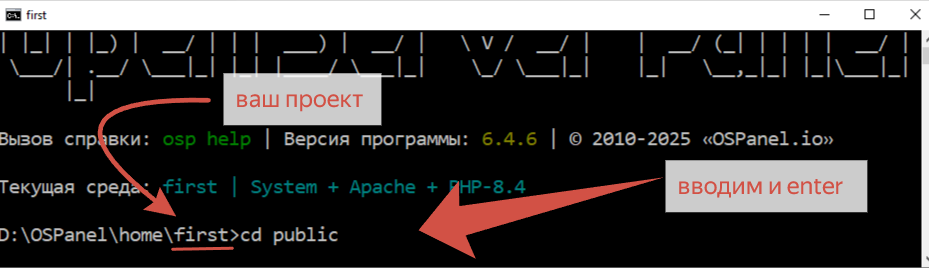 first
ваш проект
Вызов справки: osp help | Версия программы: 6.4.6 | © 2010-2025 «OSPanel.io»
Текущая среда: first | System + Apache + PHP-8.4
вводим и enter
D:\OSPanel\home\first>cd public